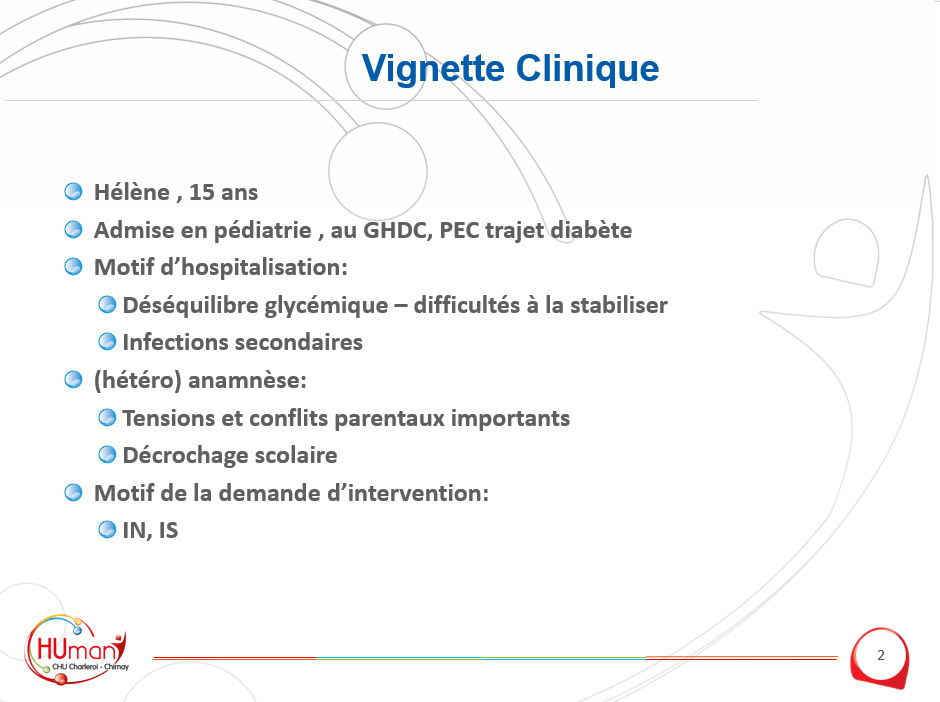 Vignette Clinique
Hélène , 15 ans
Admise en pédiatrie , au GHDC, PEC trajet diabète
Motif d’hospitalisation:
Déséquilibre glycémique – difficultés à la stabiliser
Infections secondaires
(hétéro) anamnèse:
Tensions et conflits parentaux importants
Décrochage scolaire
Motif de la demande d’intervention:
IN, IS
HUmani
CHU Charleroi - Chimay
2